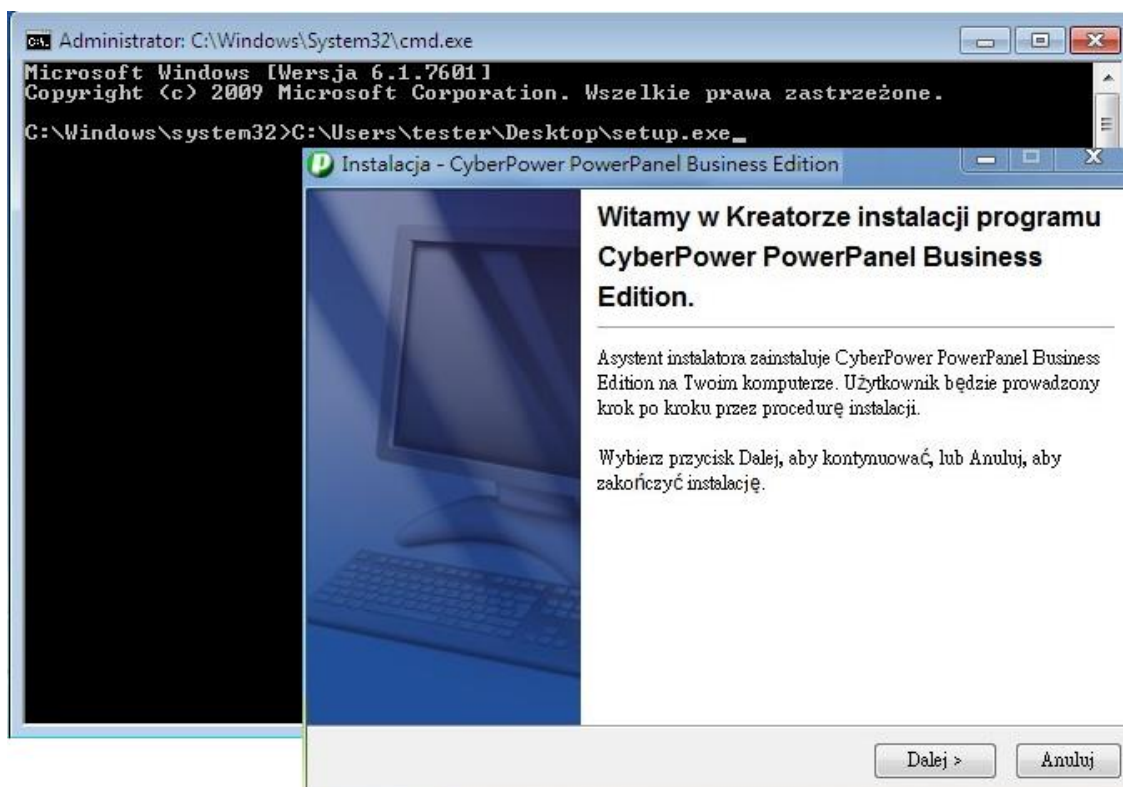 Administrator: C:\Windows\System32\cmd.exe
Microsoft Windows [Wersja 6.1.7601]
Copyright (c) 2009 Microsoft Corporation. Wszelkie prawa zastrzeżone.
C:\Windows\system32>C:\Users\tester\Desktop\setup.exe_
Instalacja - CyberPower PowerPanel Business Edition
Witamy w Kreatorze instalacji programu
CyberPower PowerPanel Business
Edition.
Asystent instalatora zainstaluje CyberPower PowerPanel Business
Edition na Twoim komputerze. Użytkownik będzie prowadzony
krok po kroku przez procedurę instalacji.
Wybierz przycisk Dalej, aby kontynuować, lub Anuluj, aby
zakończyć instalację.
Dalej >
Anuluj